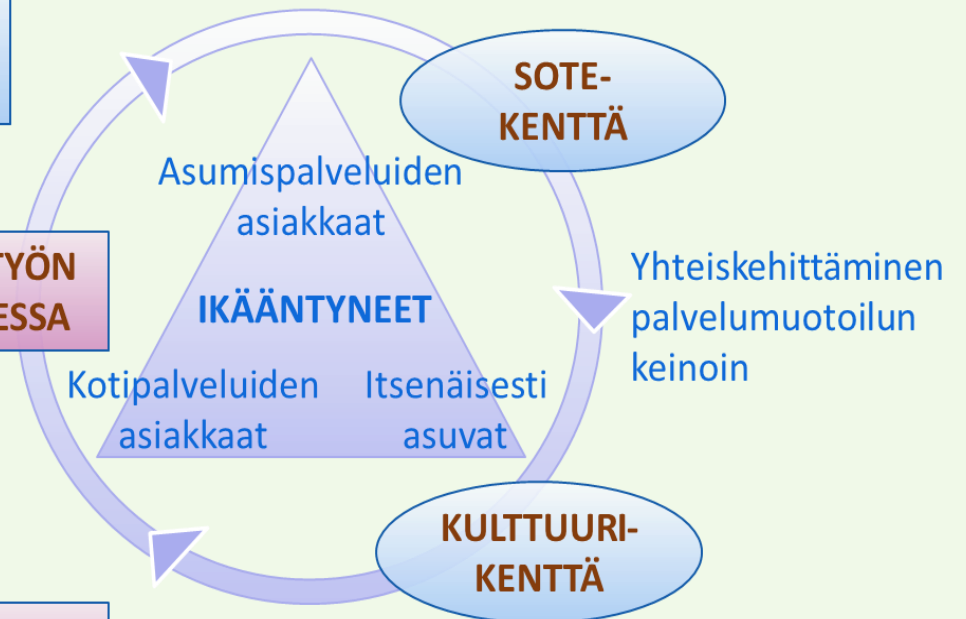 SOTE-
KENTTÄ
Asumispalveluiden
asiakkaat
TYÖN
ESSA
IKÄÄNTYNEET
Yhteiskehittäminen
palvelumuotoilun
keinoin
Kotipalveluiden
asiakkaat
Itsenäisesti
asuvat
KULTTUURI-
KENTTÄ